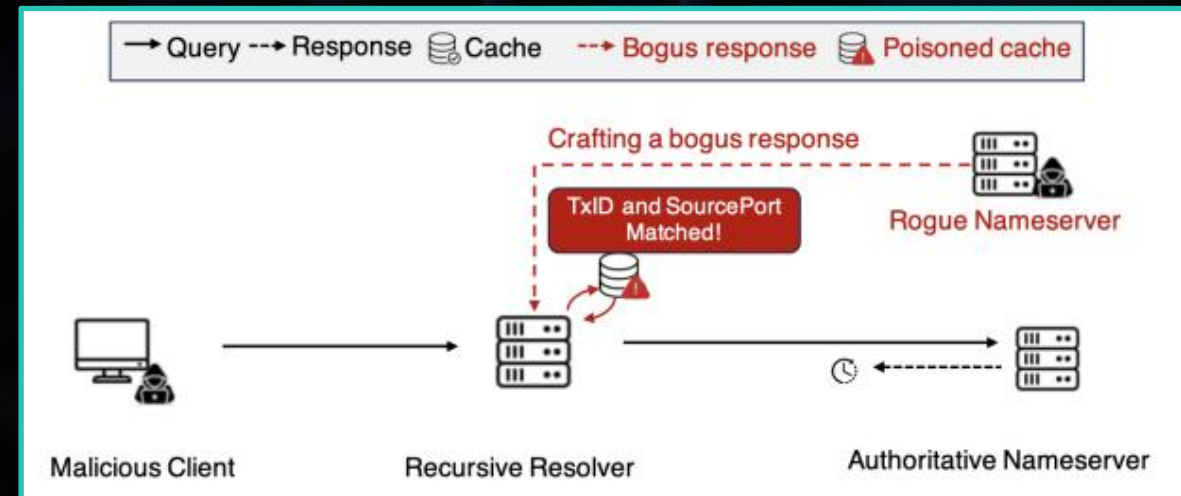 Query Response Cache Bogus response Poisoned cache
Crafting a bogus response
TxID and SourcePort
Matched!
Rogue Nameserver
Malicious Client
Recursive Resolver
Authoritative Nameserver